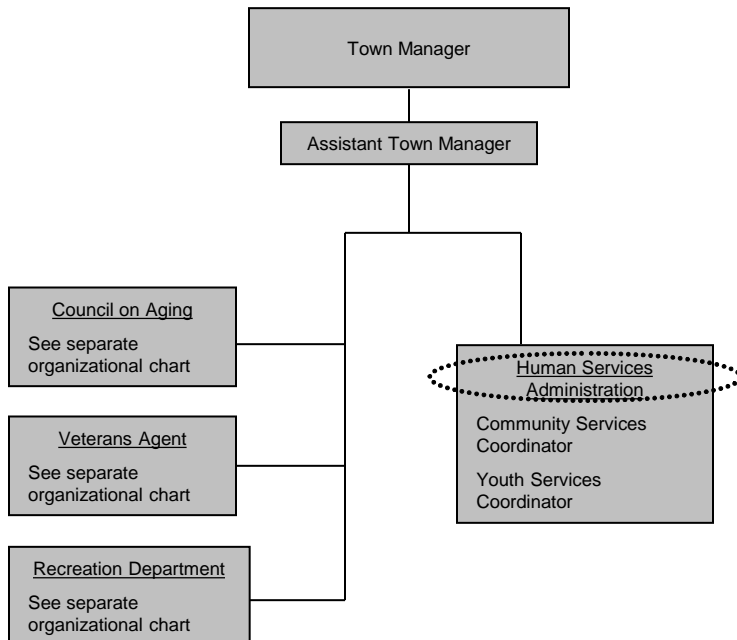 Town Manager
Assistant Town Manager
Council on Aging
See separate
organizational chart
Veterans Agent
See separate
organizational chart
Recreation Department
See separate
organizational chart
Human Services
Administration
Community Services
Coordinator
Youth Services
Coordinator